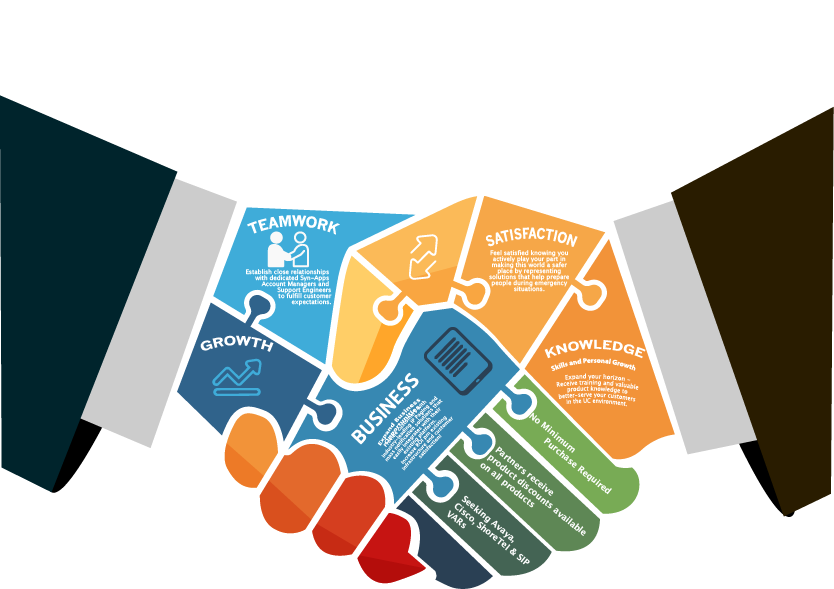 TEAMWORK
Establish close relationships
with dedicated Syn-Apps
Account Managers and
Support Engineers
to fulfill customer
expectations.
SATISFACTION
Feel satisfied knowing you
actively play your part in
making this world a safer
place by representing
solutions that help prepare
people during emergency
situations.
GROWTH
KNOWLEDGE
Skills and Personal Growth
Expand your horizon -
Receive training and valuable
product knowledge to
better-serve your customers
in the UC environment.
BUSINESS
Expand Business
No Minimum
Purchase Required
Partners receive
product discounts available
on all products
Seeking Avaya,
Cisco, ShoreTel & SIP
VARs